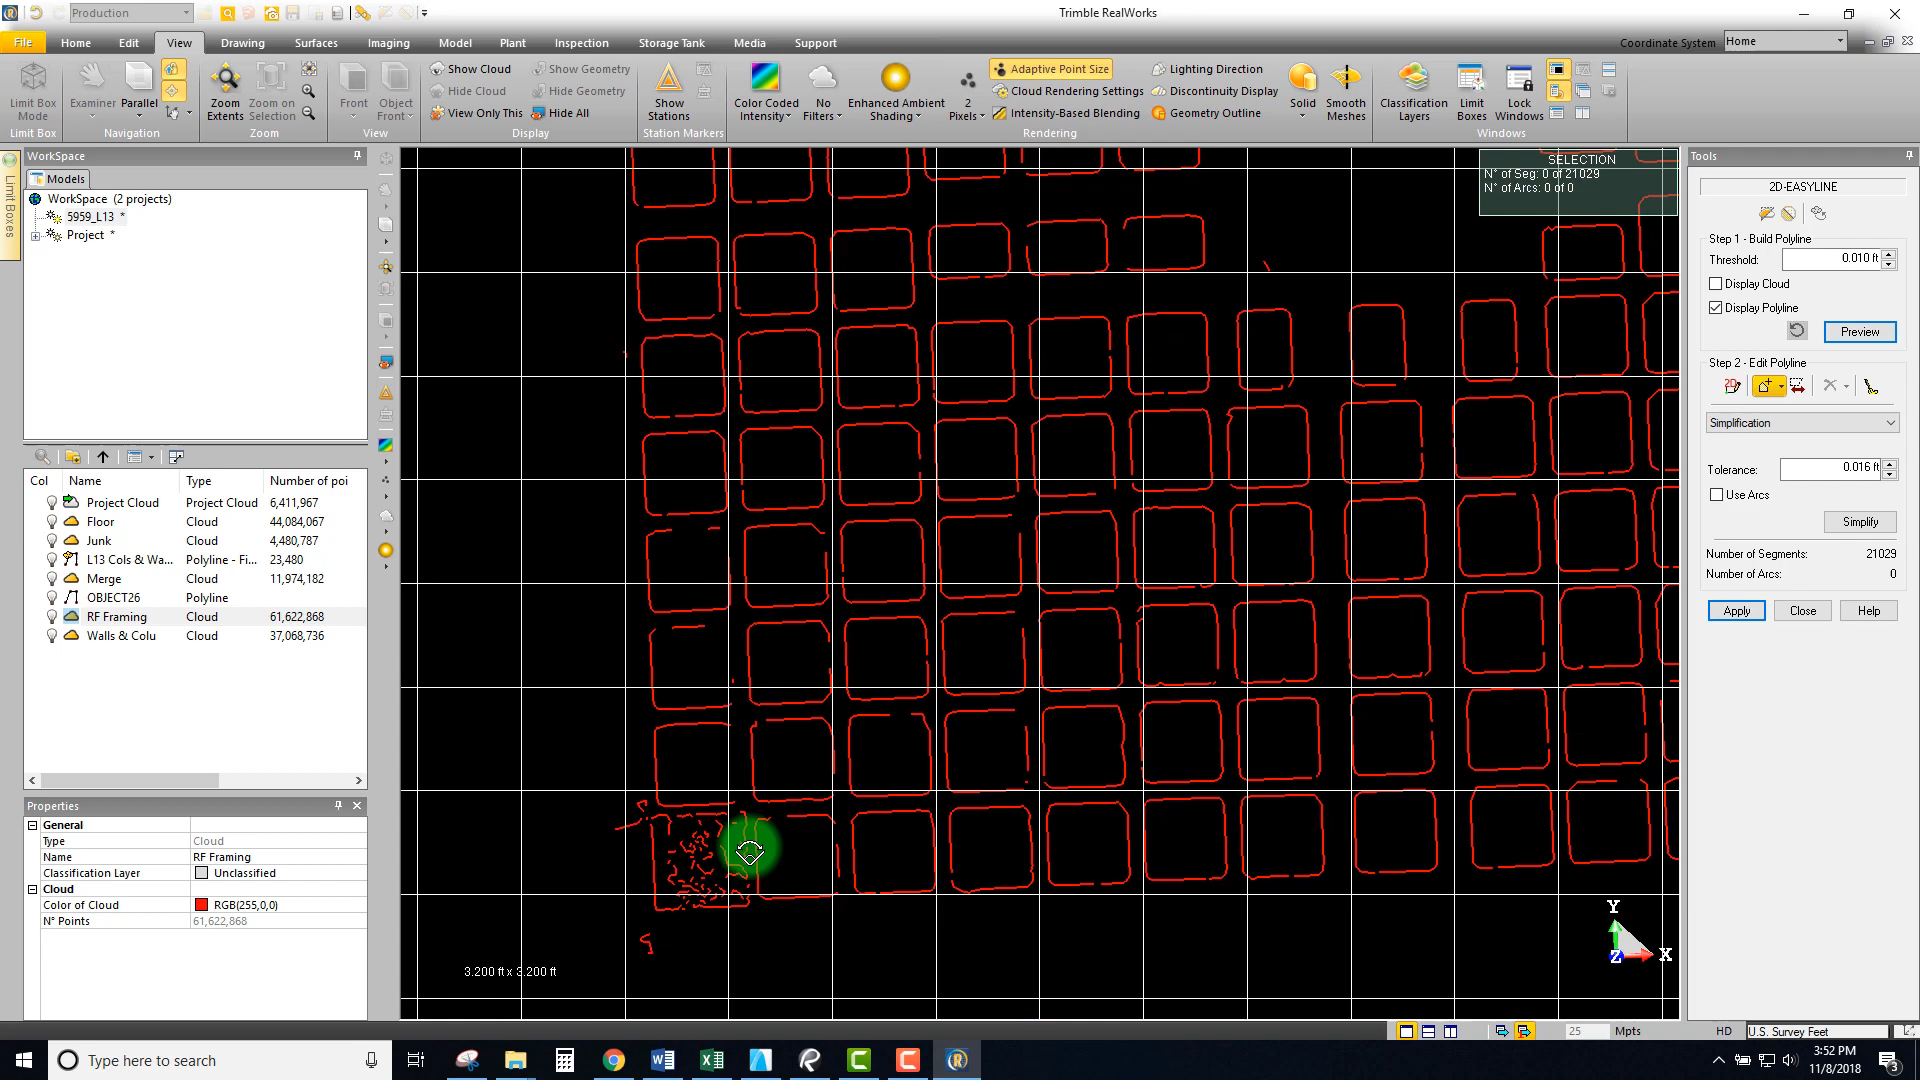 Production
Trimble RealWorks
File
Home
Edit
View
Drawing
Surfaces
Imaging
Model
Plant
Inspection
Storage Tank
Media
Support
Coordinate System
Home
Limit Box
Mode
Examiner
Parallel
Zoom
Extents
Zoom on
Selection
Front
Object
Front
Show Cloud
Hide Cloud
View Only This
Show Geometry
Hide Geometry
Hide All
Show
Stations
Color Coded
Intensity
No
Filters
Enhanced Ambient
Shading
2
Pixels
Adaptive Point Size
Cloud Rendering Settings
Intensity-Based Blending
Lighting Direction
Discontinuity Display
Geometry Outline
Solid
Smooth
Meshes
Classification
Layers
Limit
Boxes
Lock
Windows
Limit Box
Navigation
Zoom
View
Display
Station Markers
Rendering
Windows
Limit Boxes
WorkSpace
Models
WorkSpace (2 projects)
5959_L13 *
Project *
Col Name Type Number of poi
Project Cloud Project Cloud 6,411,967
Floor Cloud 44,084,067
Junk Cloud 4,480,787
L13 Cols & Wa... Polyline - Fi... 23,480
Merge Cloud 11,974,182
OBJECT26 Polyline
RF Framing Cloud 61,622,868
Walls & Colu Cloud 37,068,736
Properties
General
Type Cloud
Name RF Framing
Classification Layer Unclassified
Cloud
Color of Cloud RGB(255,0,0)
N° Points 61,622,868
SELECTION
N° of Seg: 0 of 21029
N° of Arcs: 0 of 0
3.200 ft x 3.200 ft
Y
Z
X
Tools
2D-EASYLINE
Step 1 - Build Polyline
Threshold: 0.010 ft
Display Cloud
Display Polyline
Preview
Step 2 - Edit Polyline
2D
Simplification
Tolerance: 0.016 ft
Use Arcs
Simplify
Number of Segments: 21029
Number of Arcs: 0
Apply Close Help
25 Mpts
HD
U.S. Survey Feet
Type here to search
3:52 PM
11/8/2018
3